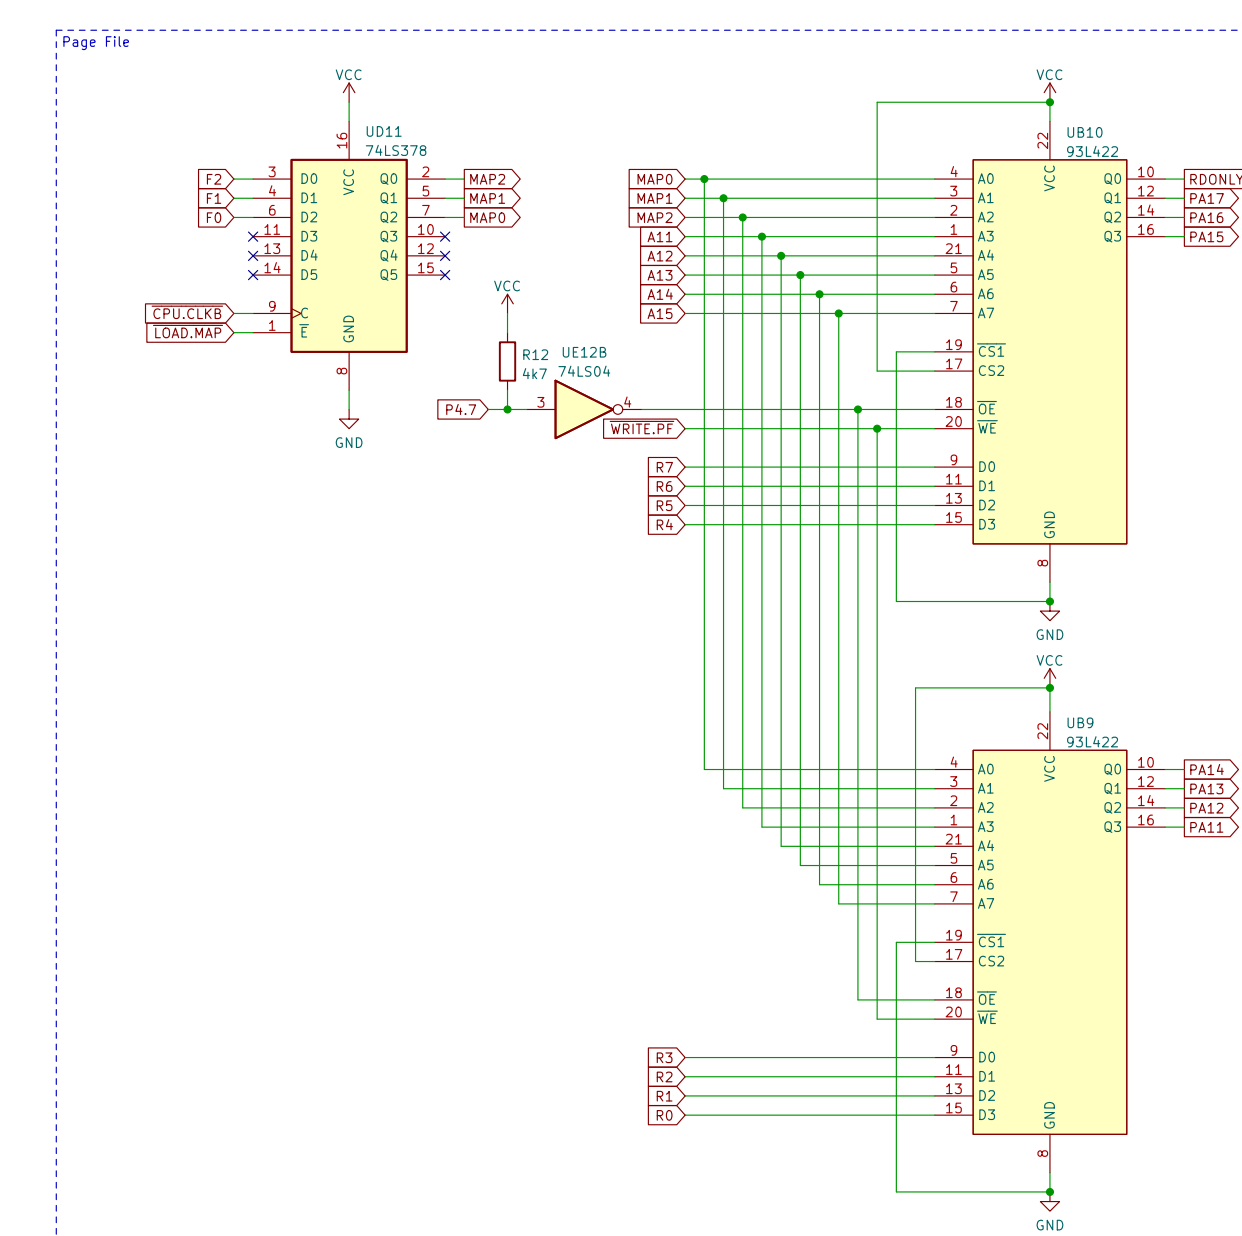 Page File
VCC
16
UD11
74LS378
F2 3 D0 VCC Q0 2 MAP2
F1 4 D1 Q1 5 MAP1
F0 6 D2 Q2 7 MAP0
11 D3 Q3 10
13 D4 Q4 12
14 D5 Q5 15
CPU.CLKB 9 C
LOAD.MAP 1 E
GND
8
GND
VCC
R12
4k7
UE12B
74LS04
P4.7 3 4
VCC
22
UB10
93L422
MAP0 4 A0 VCC Q0 10 RDONLY
MAP1 3 A1 Q1 12 PA17
MAP2 2 A2 Q2 14 PA16
A11 1 A3 Q3 16 PA15
A12 21 A4
A13 5 A5
A14 6 A6
A15 7 A7
19 CS1
17 CS2
18 OE
WRITE.PF 20 WE
R7 9 D0
R6 11 D1
R5 13 D2
R4 15 D3
GND
8
GND
VCC
22
UB9
93L422
4 A0 VCC Q0 10 PA14
3 A1 Q1 12 PA13
2 A2 Q2 14 PA12
1 A3 Q3 16 PA11
21 A4
5 A5
6 A6
7 A7
19 CS1
17 CS2
18 OE
20 WE
R3 9 D0
R2 11 D1
R1 13 D2
R0 15 D3
GND
8
GND